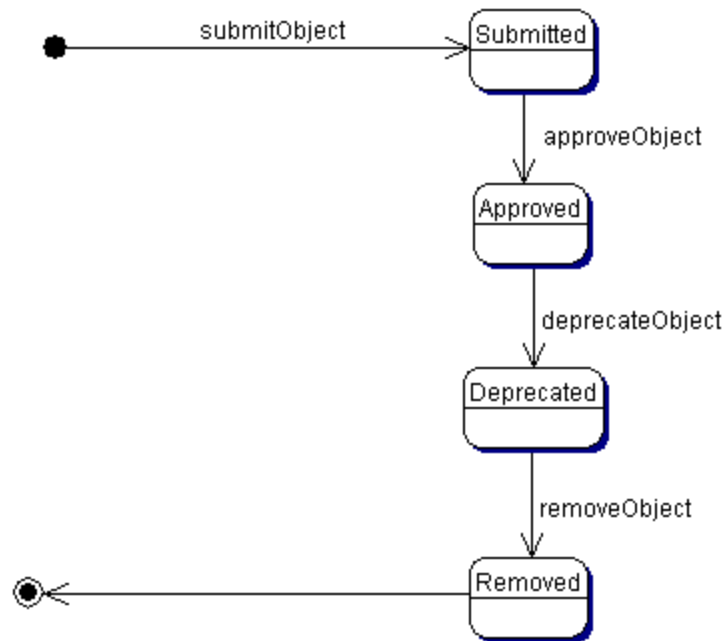 submitObject
Submitted
approveObject
Approved
deprecateObject
Deprecated
removeObject
Removed